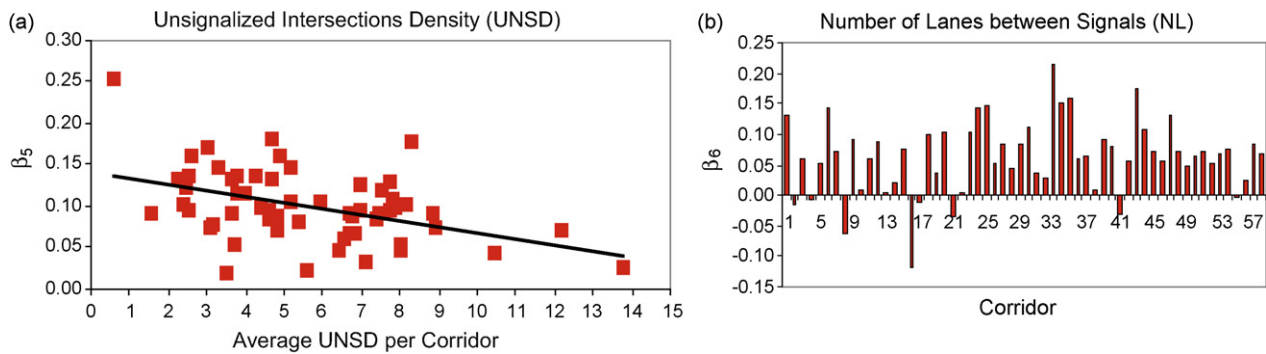 (a) Unsignalized Intersections Density (UNSD)
0.30
0.25
0.20
0.15
0.10
0.05
0.00
β5
0 1 2 3 4 5 6 7 8 9 10 11 12 13 14 15
Average UNSD per Corridor
(b) Number of Lanes between Signals (NL)
0.25
0.20
0.15
0.10
0.05
0.00
-0.05
-0.10
-0.15
β6
1 5 9 13 17 21 25 29 33 37 41 45 49 53 57
Corridor